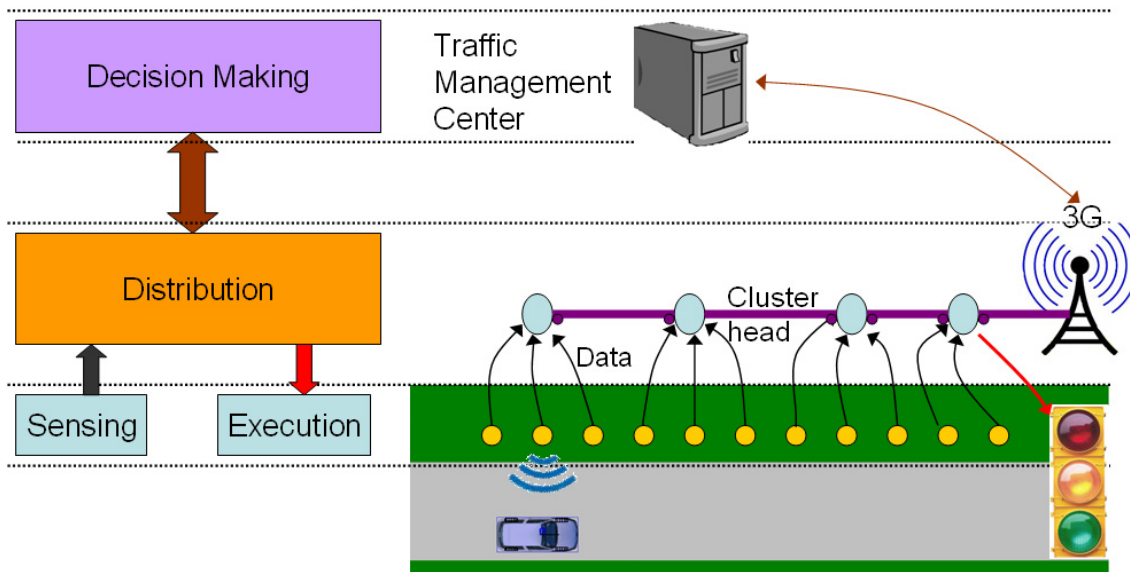 Decision Making
Traffic
Management
Center
3G
Distribution
Cluster
head
Data
Sensing
Execution